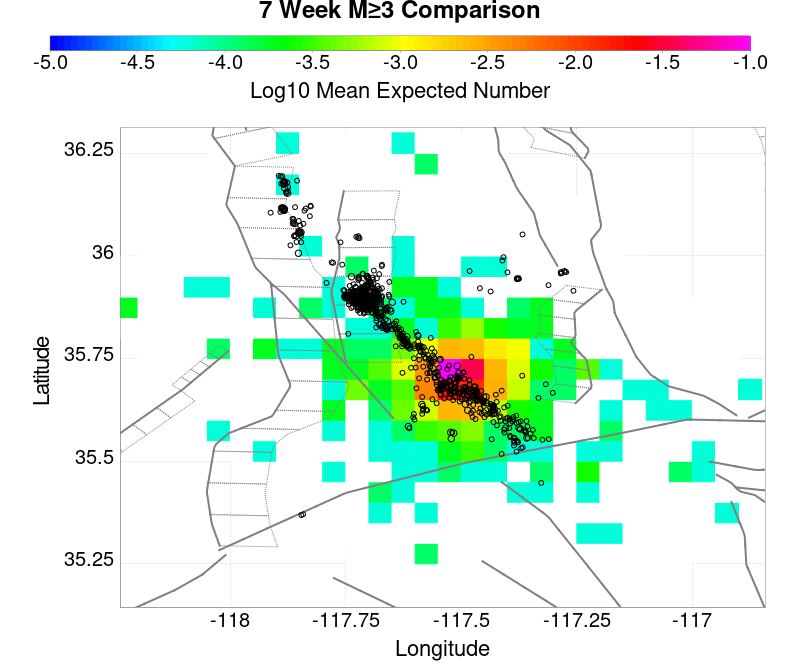 7 Week M≥3 Comparison
-5.0 -4.5 -4.0 -3.5 -3.0 -2.5 -2.0 -1.5 -1.0
Log10 Mean Expected Number
36.25
36
35.75
35.5
35.25
Latitude
-118 -117.75 -117.5 -117.25 -117
Longitude